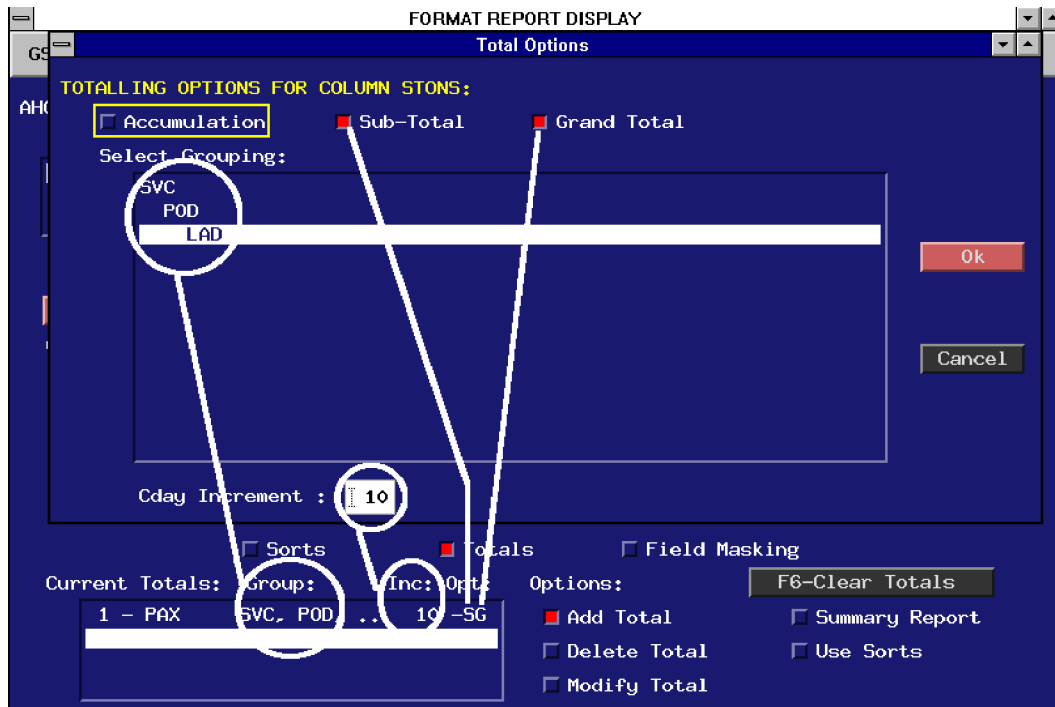 FORMAT REPORT DISPLAY
GS
Total Options
TOTALLING OPTIONS FOR COLUMN STONS:
AHO
Accumulation Sub-Total Grand Total
Select Grouping:
SVC
POD
LAD
Ok
Cancel
Cday Increment : 10
Sorts Totals Field Masking
Current Totals: Group: Inc: Opt: Options: F6-Clear Totals
1 - PAX SVC, POD, .. 10 -SG Add Total Summary Report
Delete Total Use Sorts
Modify Total